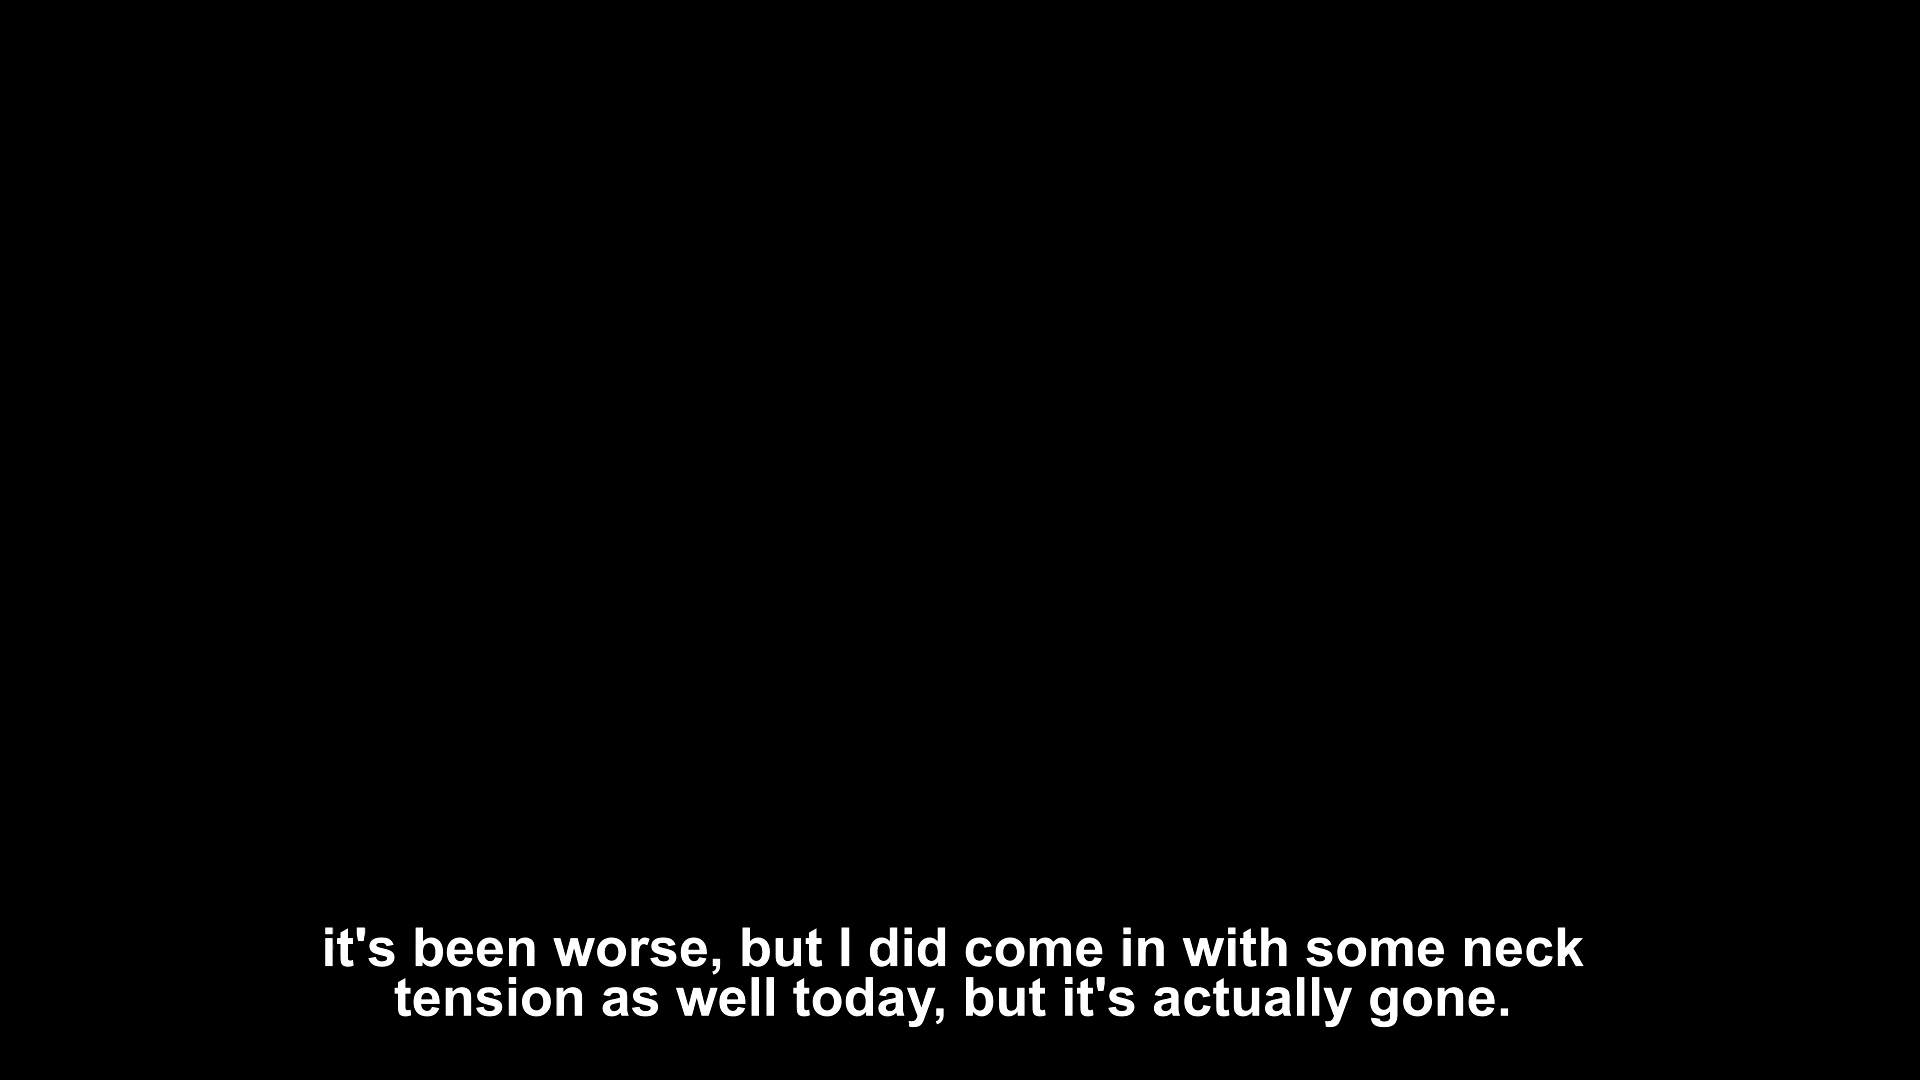 it's been worse, but I did come in with some neck
tension as well today, but it's actually gone.